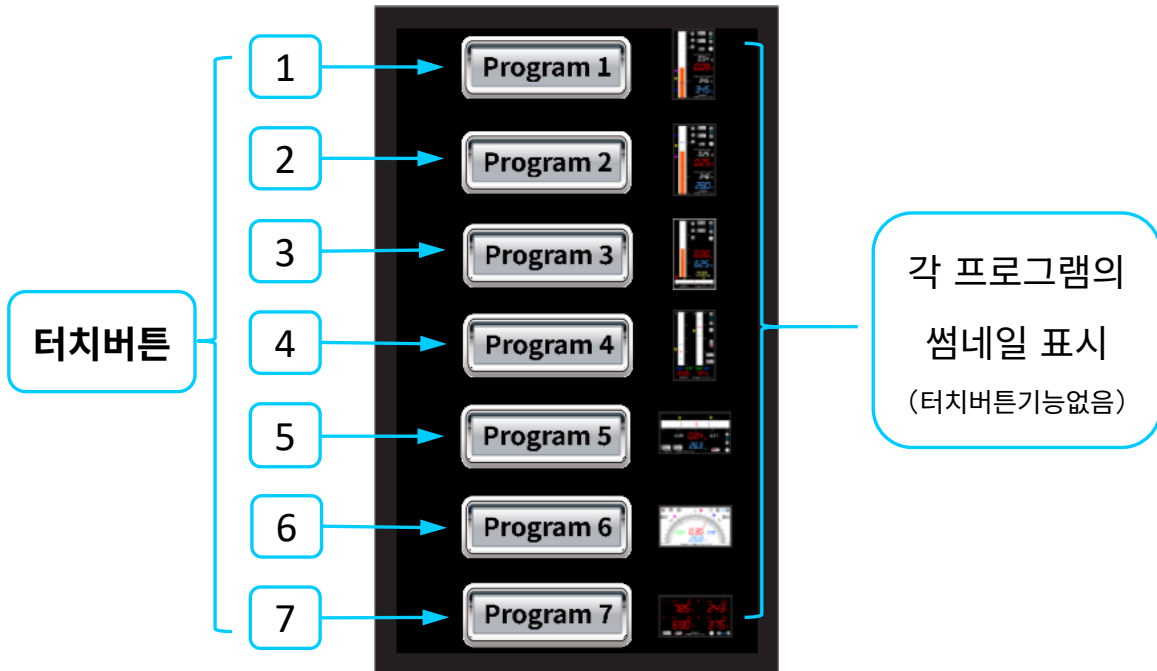 터치버튼
1
Program 1
2
Program 2
3
Program 3
4
Program 4
5
Program 5
6
Program 6
7
Program 7
각 프로그램의
썸네일 표시
(터치버튼기능없음)